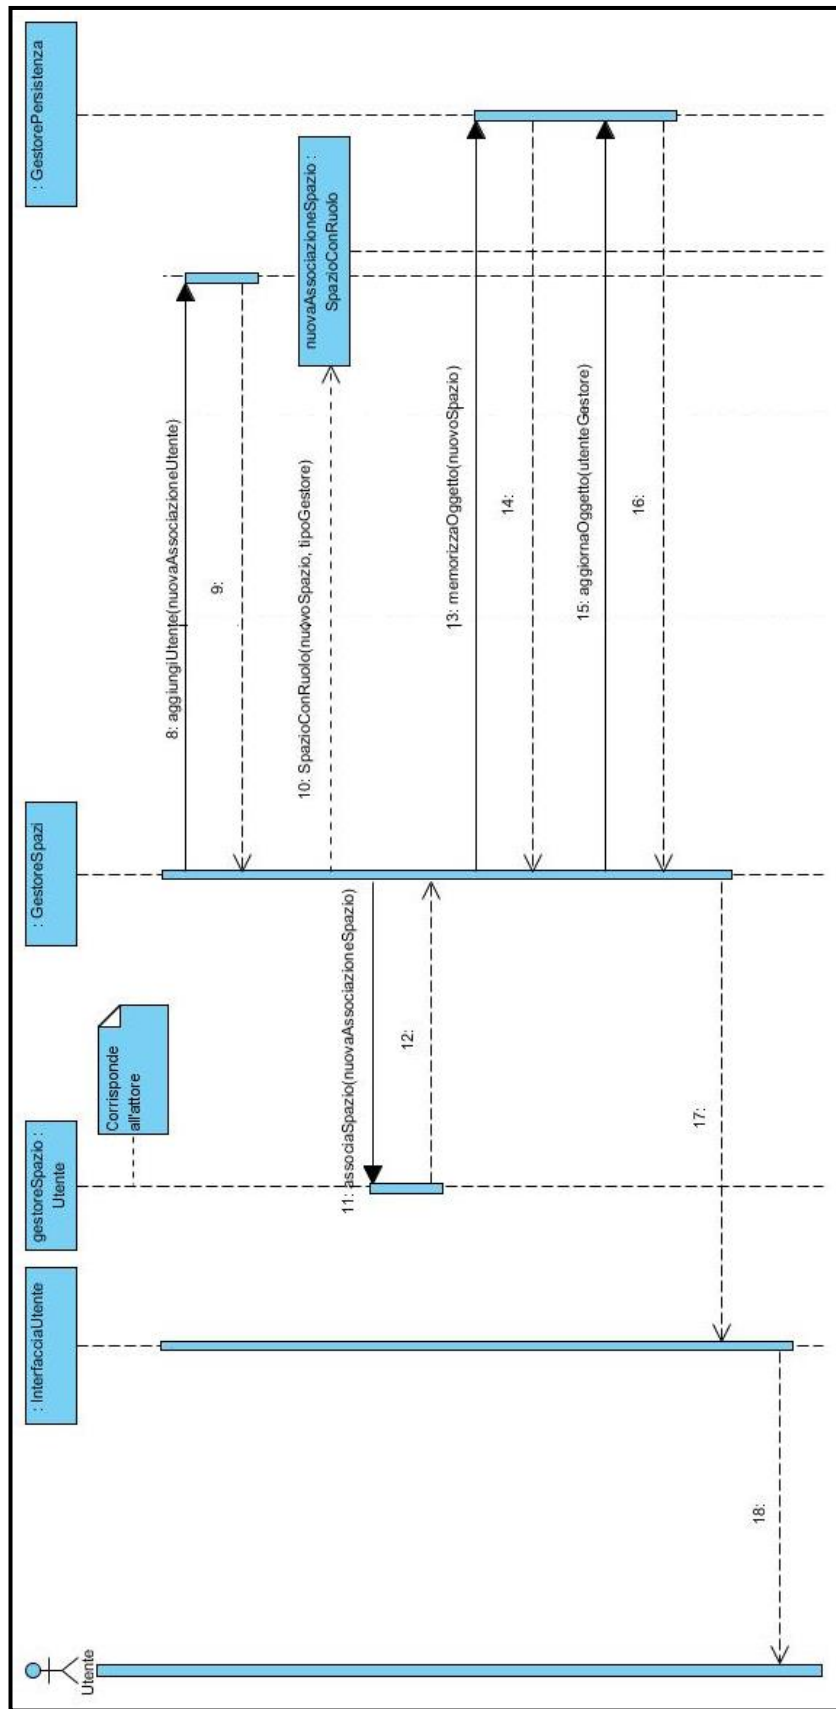 Utente
: InterfacciaUtente
gestoreSpazio :
Utente
Corrisponde
all'attore
: GestoreSpazi
: GestorePersistenza
8: aggiungiUtente(nuovaAssociazioneUtente)
9:
nuovaAssociazioneSpazio :
SpazioConRuolo
10: SpazioConRuolo(nuovoSpazio, tipoGestore)
11: associaSpazio(nuovaAssociazioneSpazio)
12:
13: memorizzaOggetto(nuovoSpazio)
14:
15: aggiornaOggetto(utenteGestore)
16:
17:
18: